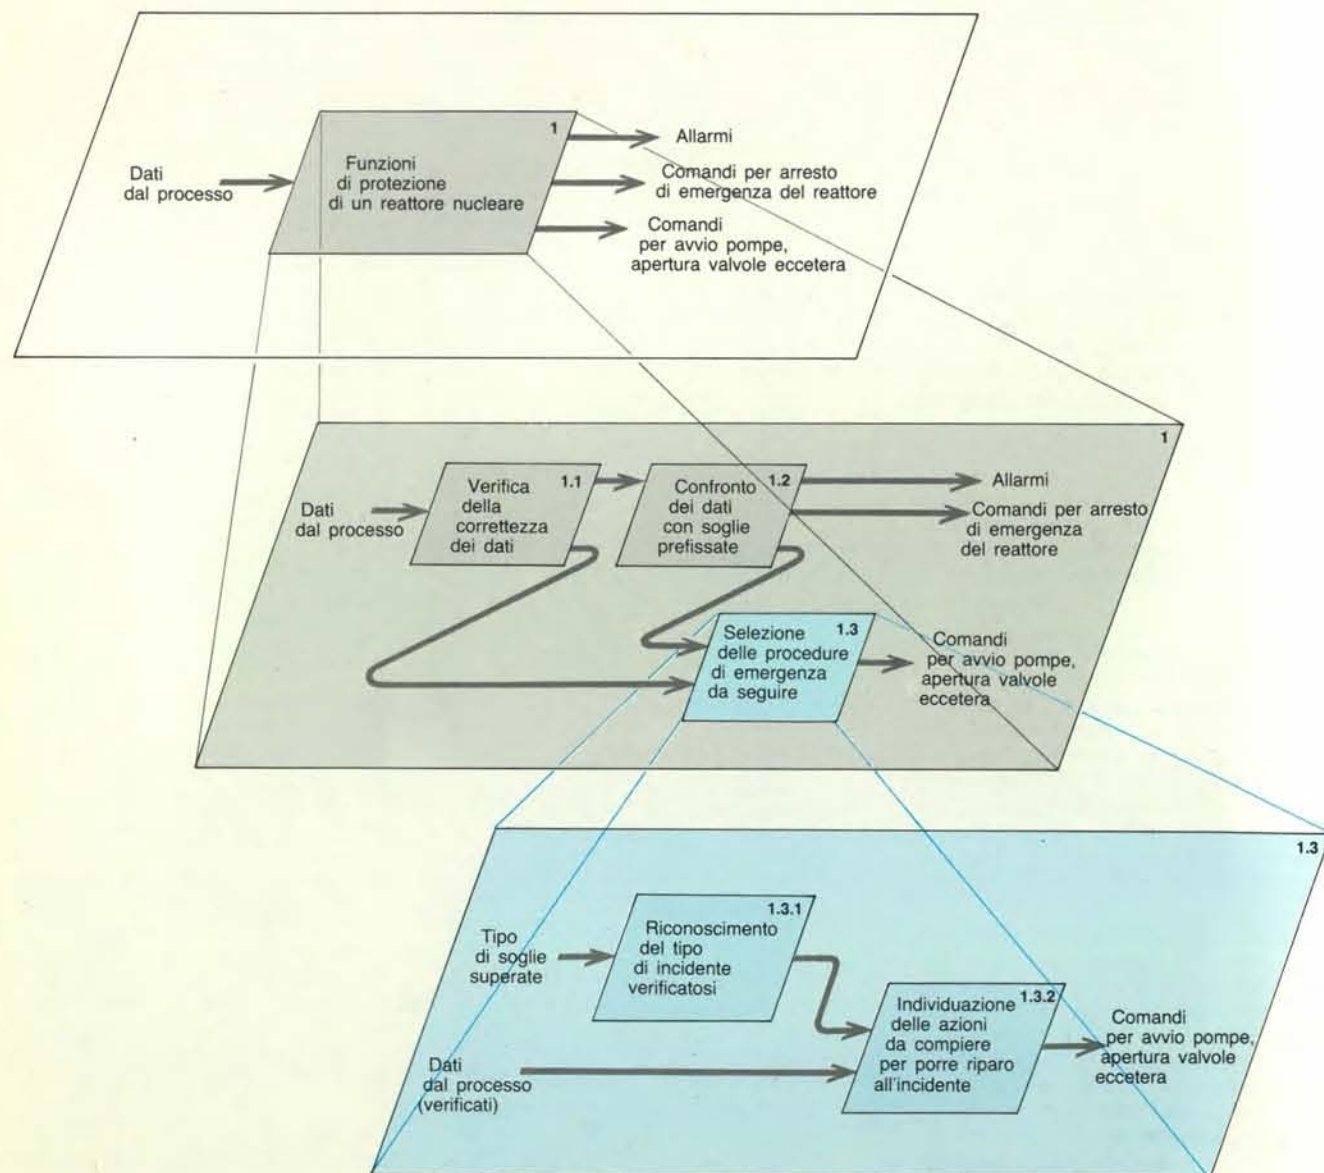 1
Dati
dal processo
Funzioni
di protezione
di un reattore nucleare
Allarmi
Comandi per arresto
di emergenza del reattore
Comandi
per avvio pompe,
apertura valvole eccetera
1
Dati
dal processo
1.1
Verifica
della
correttezza
dei dati
1.2
Confronto
dei dati
con soglie
prefissate
Allarmi
Comandi per arresto
di emergenza
del reattore
1.3
Selezione
delle procedure
di emergenza
da seguire
Comandi
per avvio pompe,
apertura valvole
eccetera
1.3
Tipo
di soglie
superate
1.3.1
Riconoscimento
del tipo
di incidente
verificatosi
Dati
dal processo
(verificati)
1.3.2
Individuazione
delle azioni
da compiere
per porre riparo
all'incidente
Comandi
per avvio pompe,
apertura valvole
eccetera